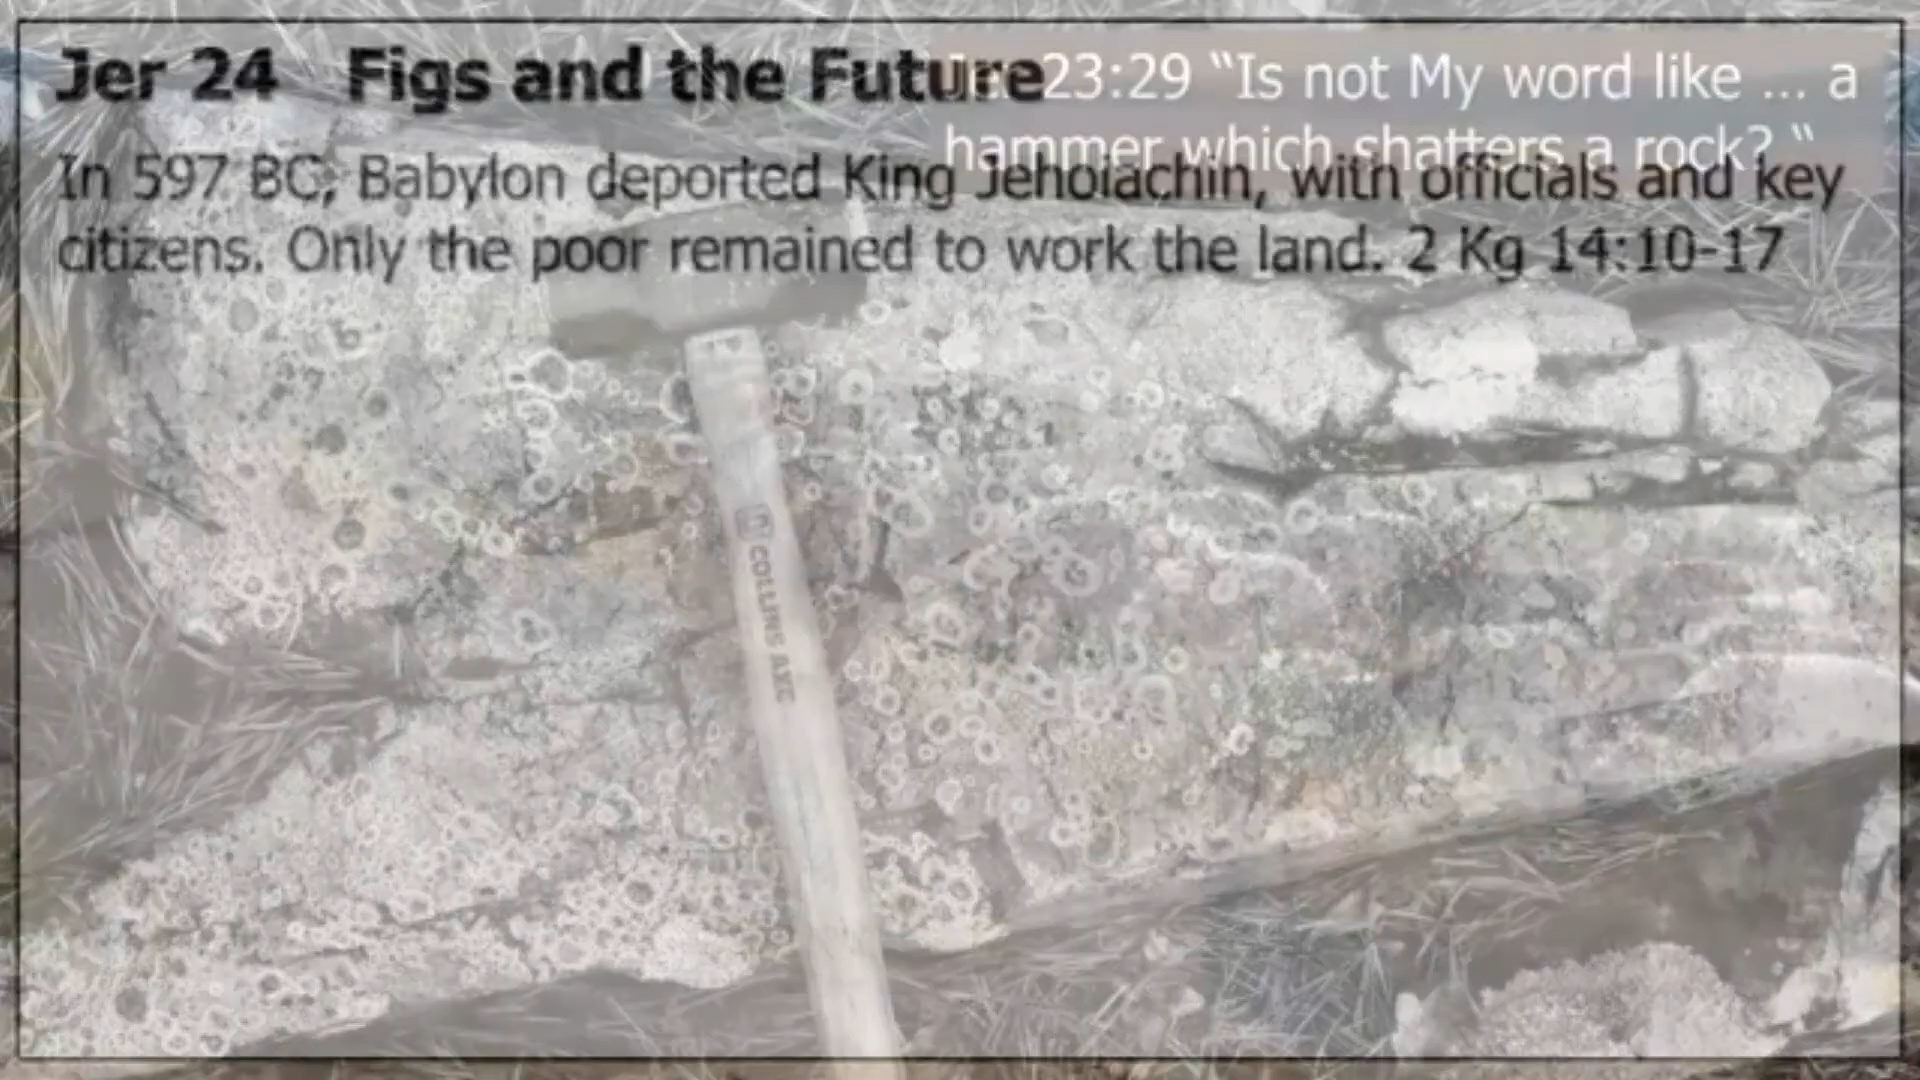 Jer 24 Figs and the Future
23:29 “Is not My word like ... a
hammer which shatters a rock? “
In 597 BC, Babylon deported King Jehoiachin, with officials and key
citizens. Only the poor remained to work the land. 2 Kg 14:10-17
COLLINS AXE